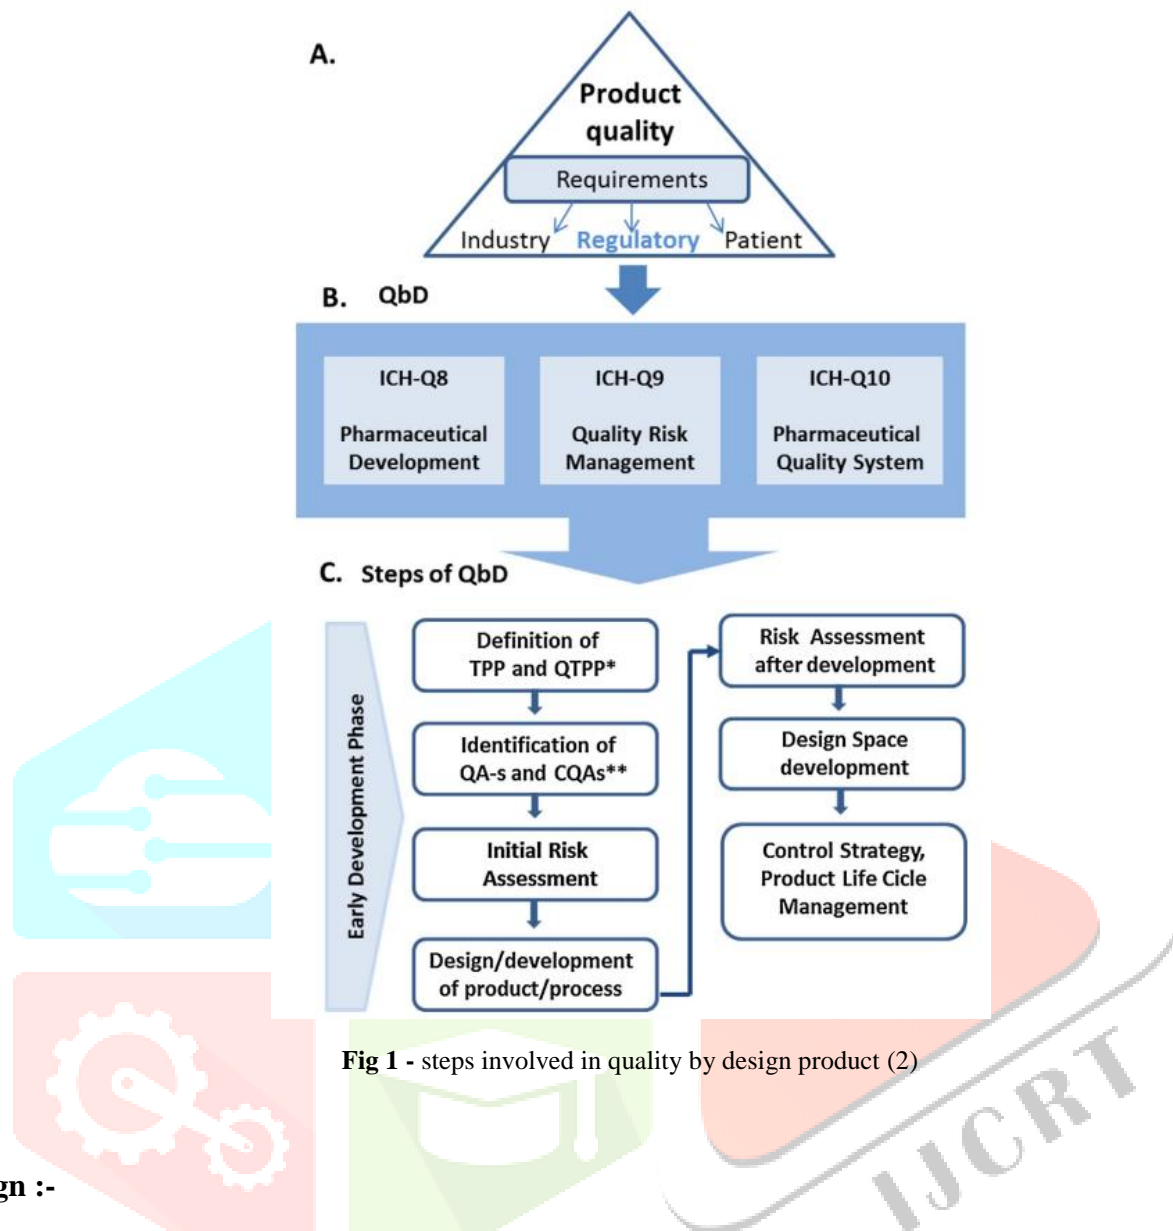 A.
Product
quality
Requirements
Industry Regulatory Patient
B. QbD
ICH-Q8
Pharmaceutical
Development
ICH-Q9
Quality Risk
Management
ICH-Q10
Pharmaceutical
Quality System
C. Steps of QbD
Early Development Phase
Definition of
TPP and QTPP*
Identification of
QA-s and CQAs**
Initial Risk
Assessment
Design/development
of product/process
Risk Assessment
after development
Design Space
development
Control Strategy,
Product Life Cicle
Management
Fig 1 - steps involved in quality by design product (2)
IJCRT
gn :-